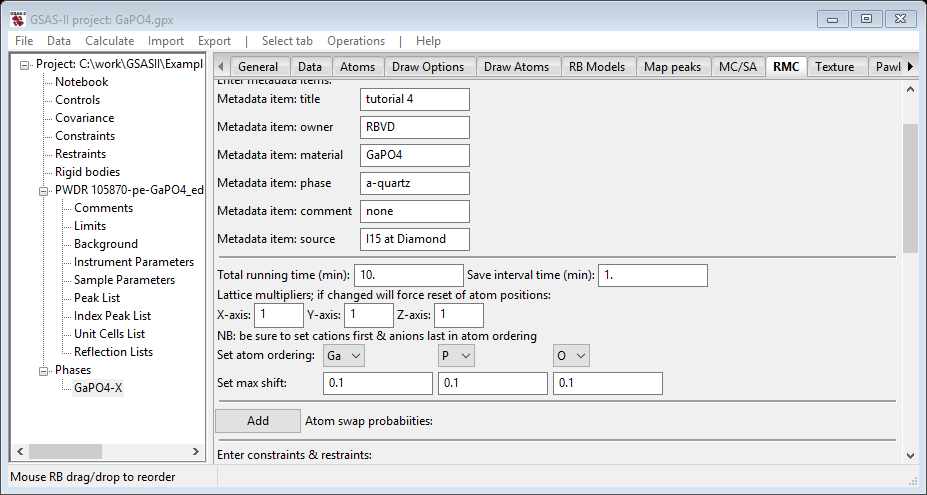 GSAS-II project: GaPO4.gpx
File Data Calculate Import Export | Select tab Operations | Help
Project: C:\work\GSASII\Exampl
Notebook
Controls
Covariance
Constraints
Restraints
Rigid bodies
PWDR 105870-pe-GaPO4_ed
Comments
Limits
Background
Instrument Parameters
Sample Parameters
Peak List
Index Peak List
Unit Cells List
Reflection Lists
Phases
GaPO4-X
General Data Atoms Draw Options Draw Atoms RB Models Map peaks MC/SA RMC Texture Pawl
Enter metadata items:
Metadata item: title tutorial 4
Metadata item: owner RBVD
Metadata item: material GaPO4
Metadata item: phase a-quartz
Metadata item: comment none
Metadata item: source I15 at Diamond
Total running time (min): 10. Save interval time (min): 1.
Lattice multipliers; if changed will force reset of atom positions:
X-axis: 1 Y-axis: 1 Z-axis: 1
NB: be sure to set cations first & anions last in atom ordering
Set atom ordering: Ga P O
Set max shift: 0.1 0.1 0.1
Add Atom swap probabiities:
Enter constraints & restraints:
Mouse RB drag/drop to reorder